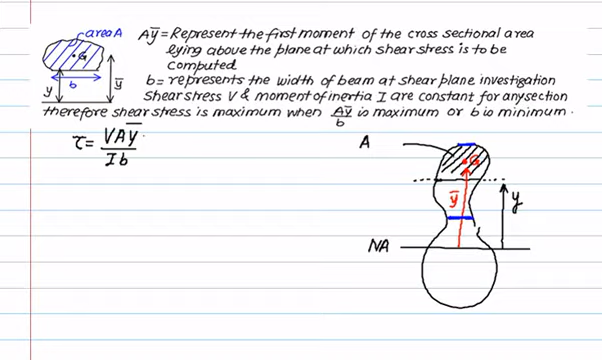 area A
Aȳ = Represent the first moment of the cross sectional area
lying above the plane at which shear stress is to be
computed
G
y
b
ȳ
b = represents the width of beam at shear plane investigation
Shear stress V & moment of inertia I are constant for any section
therefore shear stress is maximum when Aȳ/b is maximum or b is minimum.
τ = VAȳ
Ib
A
G
ȳ
y
NA